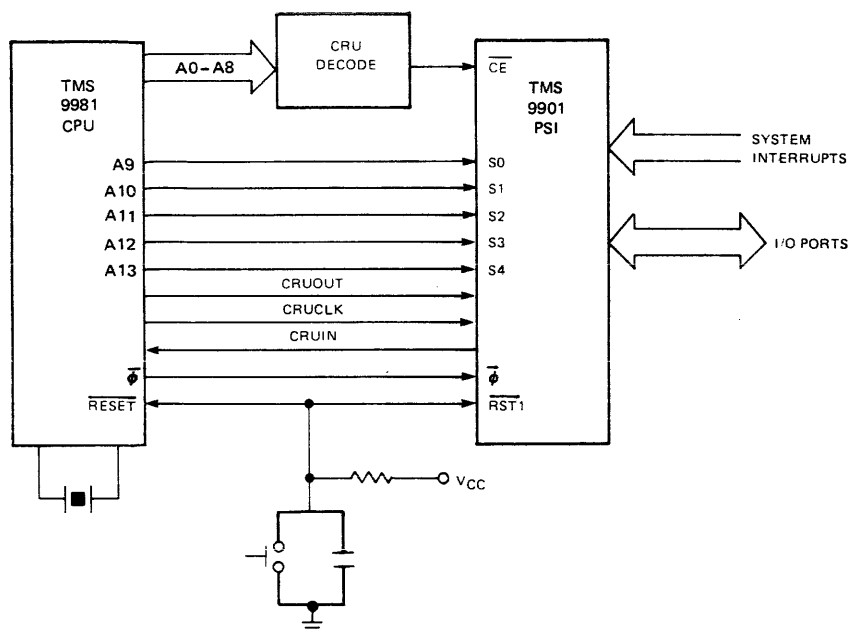 CRU
DECODE
A0-A8
TMS
9981
CPU
CE
TMS
9901
PSI
SYSTEM
INTERRUPTS
A9
S0
A10
S1
A11
S2
A12
S3
I/O PORTS
A13
S4
CRUOUT
CRUCLK
CRUIN
φ
φ
RESET
RST1
VCC